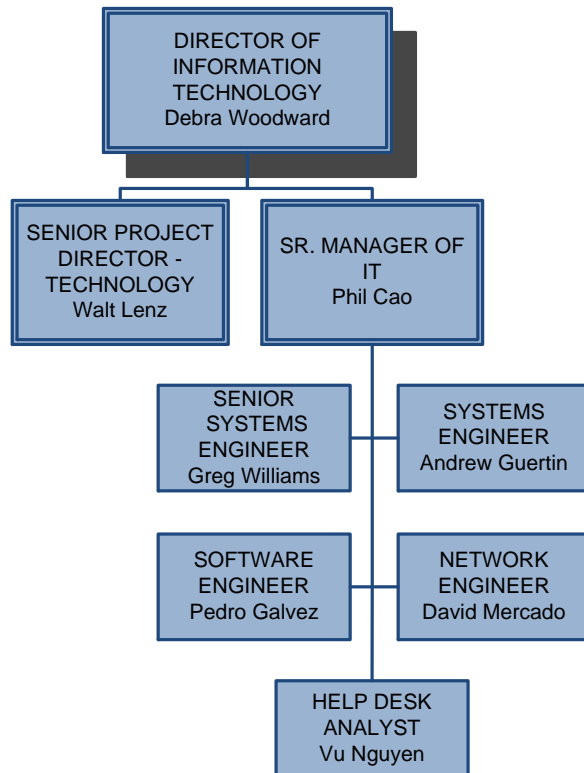 DIRECTOR OF
INFORMATION
TECHNOLOGY
Debra Woodward
SENIOR PROJECT
DIRECTOR -
TECHNOLOGY
Walt Lenz
SR. MANAGER OF
IT
Phil Cao
SENIOR
SYSTEMS
ENGINEER
Greg Williams
SYSTEMS
ENGINEER
Andrew Guertin
SOFTWARE
ENGINEER
Pedro Galvez
NETWORK
ENGINEER
David Mercado
HELP DESK
ANALYST
Vu Nguyen